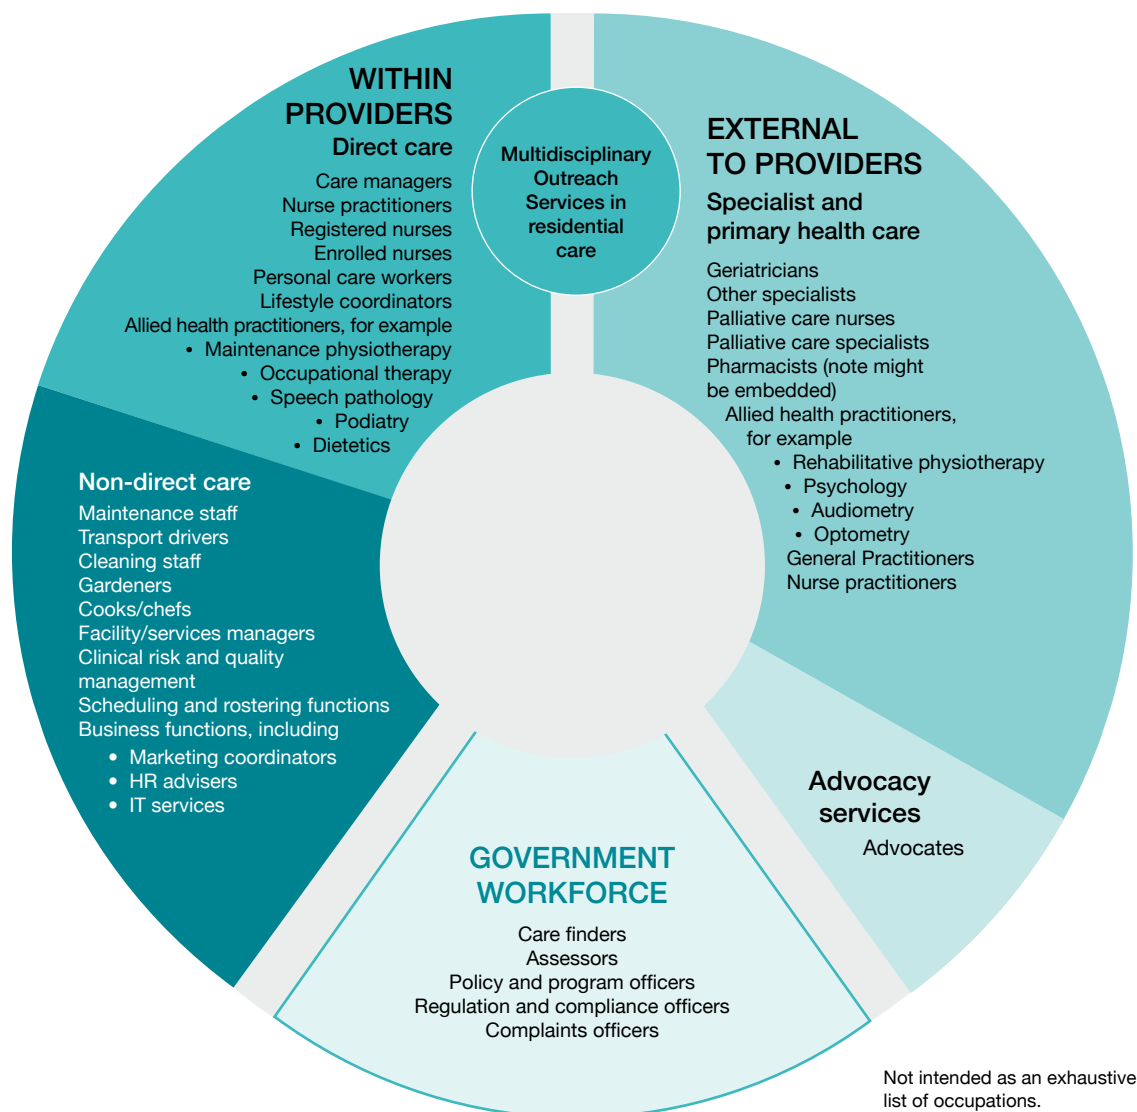 WITHIN
PROVIDERS
Direct care
Care managers
Nurse practitioners
Registered nurses
Enrolled nurses
Personal care workers
Lifestyle coordinators
Allied health practitioners, for example
• Maintenance physiotherapy
• Occupational therapy
• Speech pathology
• Podiatry
• Dietetics
Multidisciplinary
Outreach
Services in
residential
care
EXTERNAL
TO PROVIDERS
Specialist and
primary health care
Geriatricians
Other specialists
Palliative care nurses
Palliative care specialists
Pharmacists (note might
be embedded)
Allied health practitioners,
for example
• Rehabilitative physiotherapy
• Psychology
• Audiometry
• Optometry
General Practitioners
Nurse practitioners
Non-direct care
Maintenance staff
Transport drivers
Cleaning staff
Gardeners
Cooks/chefs
Facility/services managers
Clinical risk and quality
management
Scheduling and rostering functions
Business functions, including
• Marketing coordinators
• HR advisers
• IT services
Advocacy
services
Advocates
GOVERNMENT
WORKFORCE
Care finders
Assessors
Policy and program officers
Regulation and compliance officers
Complaints officers
Not intended as an exhaustive
list of occupations.